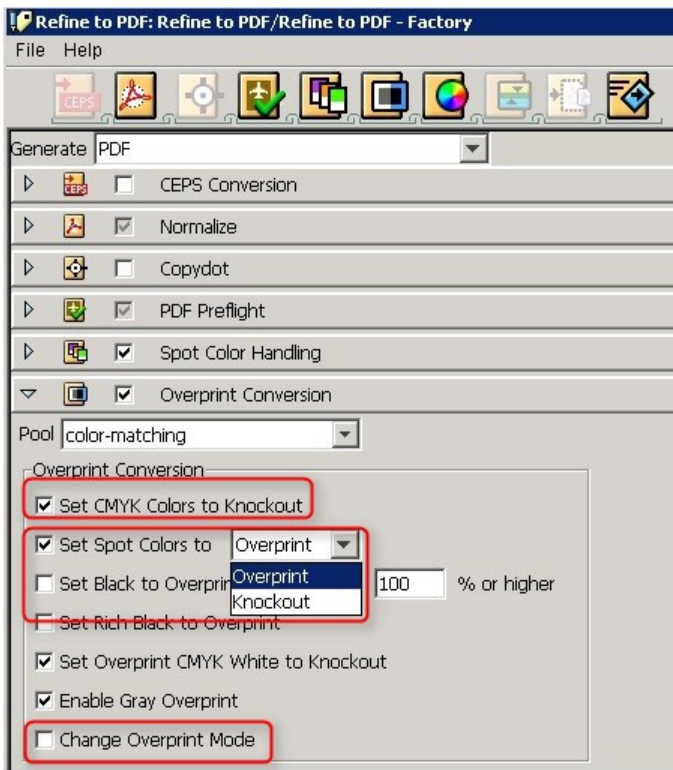 Refine to PDF: Refine to PDF/Refine to PDF - Factory
File Help
CEPS
Generate PDF
CEPS CEPS Conversion
Normalize
Copydot
PDF Preflight
Spot Color Handling
Overprint Conversion
Pool color-matching
Overprint Conversion
Set CMYK Colors to Knockout
Set Spot Colors to Overprint
Overprint
Set Black to Overprin 100 % or higher
Knockout
Set Rich Black to Overprint
Set Overprint CMYK White to Knockout
Enable Gray Overprint
Change Overprint Mode